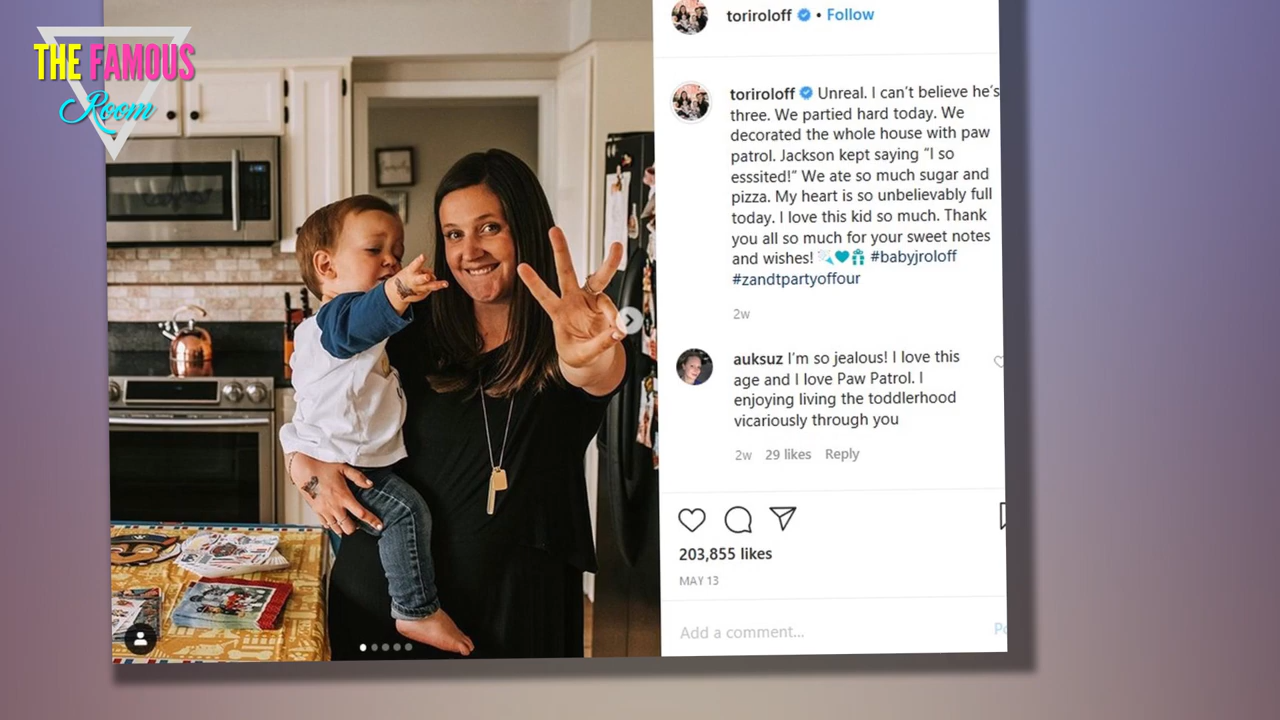 THE FAMOUS
Room
toriroloff • Follow
toriroloff Unreal. I can't believe he's
three. We partied hard today. We
decorated the whole house with paw
patrol. Jackson kept saying “I so
esssited!” We ate so much sugar and
pizza. My heart is so unbelievably full
today. I love this kid so much. Thank
you all so much for your sweet notes
and wishes! #babyjroloff
#zandtpartyoffour
2w
auksuz I'm so jealous! I love this
age and I love Paw Patrol. I
enjoying living the toddlerhood
vicariously through you
2w 29 likes Reply
203,855 likes
MAY 13
Add a comment...